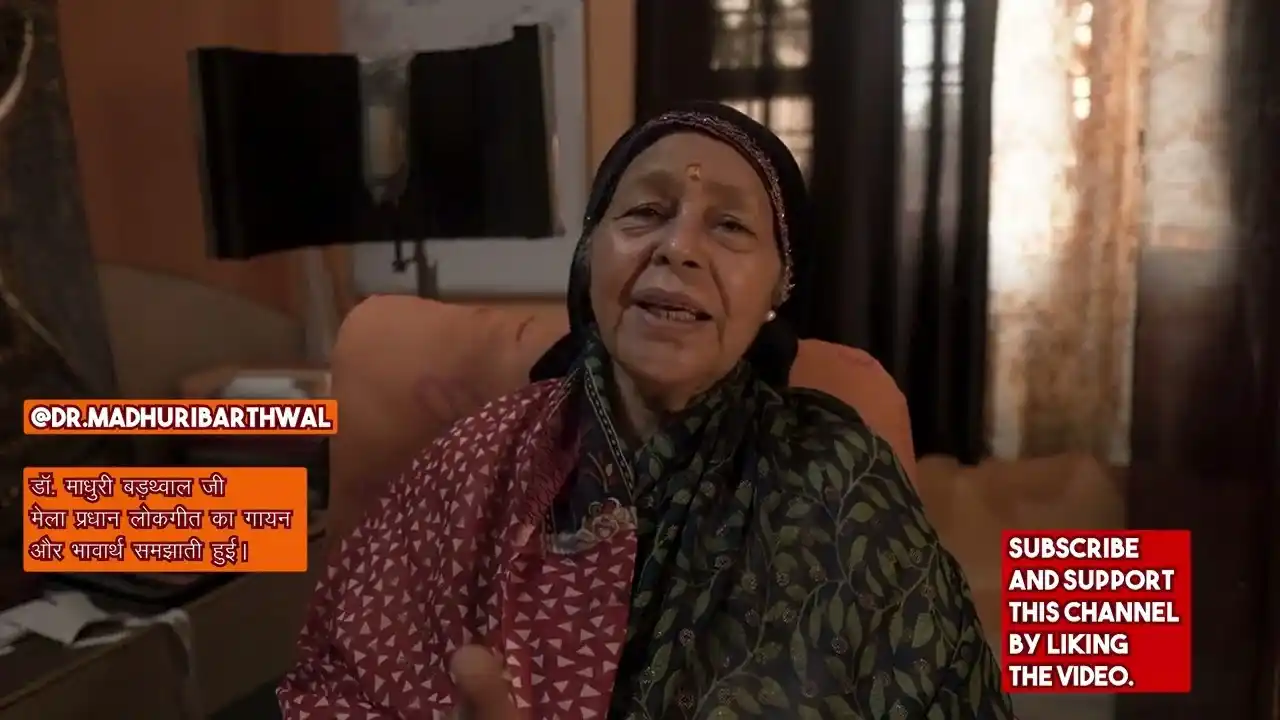 @DR.MADHURIBARTHWAL
डॉ. माधुरी बड़थ्वाल जी
मेला प्रधान लोकगीत का गायन
और भावार्थ समझाती हुई।
SUBSCRIBE
AND SUPPORT
THIS CHANNEL
BY LIKING
THE VIDEO.